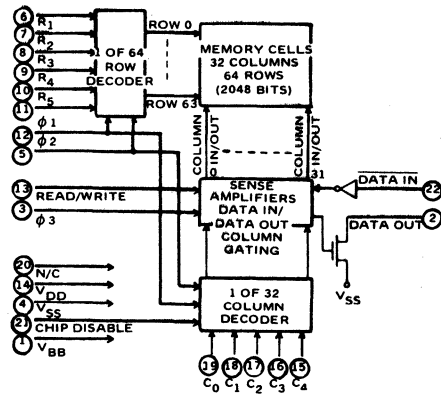 6
R1
7
R
8
R2
9
R3
10
R4
11
R5
12
φ1
5
φ2
1 OF 64
ROW
DECODER
ROW 0
ROW 63
MEMORY CELLS
32 COLUMNS
64 ROWS
(2048 BITS)
COLUMN
0 IN/OUT
COLUMN
31 IN/OUT
13
READ/WRITE
3
φ3
SENSE
AMPLIFIERS
DATA IN/
DATA OUT
COLUMN
GATING
DATA IN
22
DATA OUT
2
VSS
20
N/C
14
VDD
4
VSS
21
CHIP DISABLE
1
VBB
1 OF 32
COLUMN
DECODER
19 18 17 16 15
C0 C1 C2 C3 C4